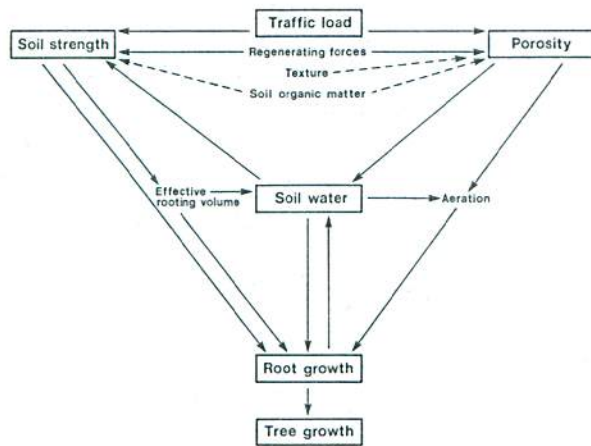 Traffic load
Soil strength
Regenerating forces
Porosity
Texture
Soil organic matter
Effective
rooting volume
Soil water
Aeration
Root growth
Tree growth